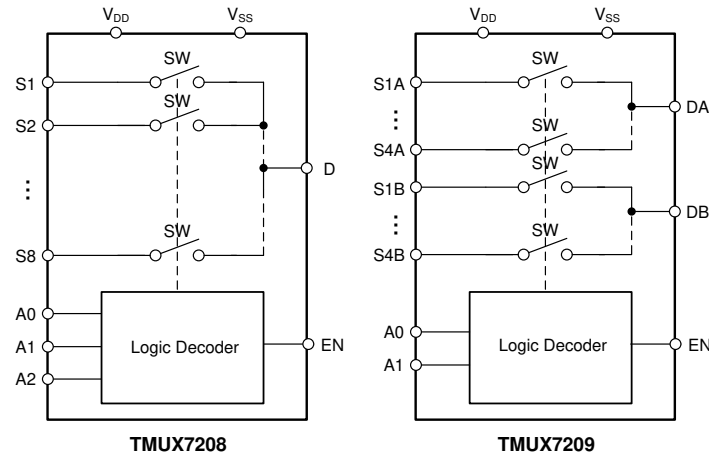 VDD
VSS
S1
SW
S2
SW
...
D
S8
SW
A0
A1
A2
Logic Decoder
EN
TMUX7208
VDD
VSS
S1A
SW
...
DA
S4A
SW
S1B
SW
...
DB
S4B
SW
A0
A1
Logic Decoder
EN
TMUX7209